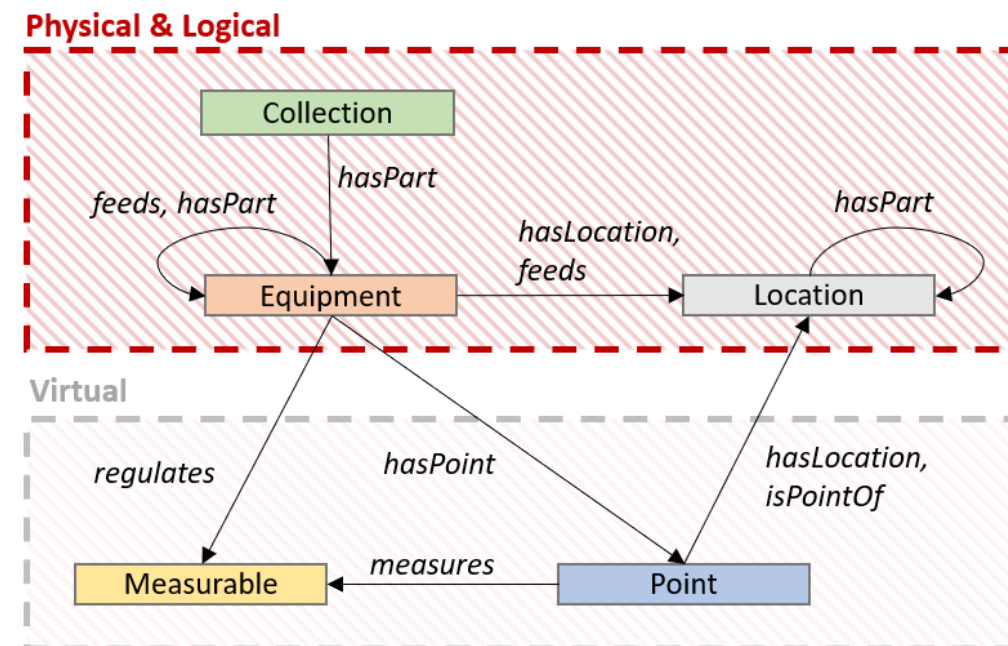 Physical & Logical
Collection
hasPart
feeds, hasPart
hasPart
hasLocation,
feeds
Equipment
Location
Virtual
regulates
hasPoint
hasLocation,
isPointOf
measures
Measurable
Point